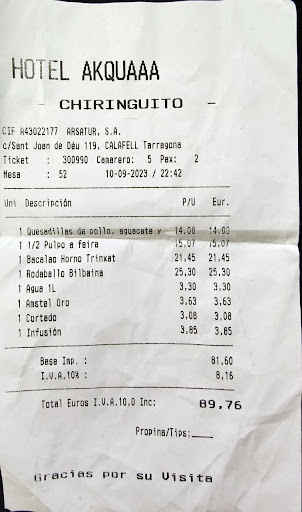 HOTEL AKQUAAA
- CHIRINGUITO -
CIF A43022177 ARSATUR, S.A.
c/Sant Joan de Déu 119, CALAFELL Tarragona
Ticket : 300990 Camarero: 5 Pax: 2
Mesa : 52 10-09-2023 / 22:42
Uni Descripción P/U Eur.
1 Quesadillas de pollo, aguacate y 14,08 14,08
1 1/2 Pulpo a feira 15,07 15,07
1 Bacalao Horno Trinxat 21,45 21,45
1 Rodaballo Bilbaina 25,30 25,30
1 Agua 1L 3,30 3,30
1 Amstel Oro 3,63 3,63
1 Cortado 3,08 3,08
1 Infusión 3,85 3,85
Base Imp. : 81,60
I.V.A.10% : 8,16
Total Euros I.V.A.10,0 Inc: 89,76
Propina/Tips:____
Gracias por su Visita